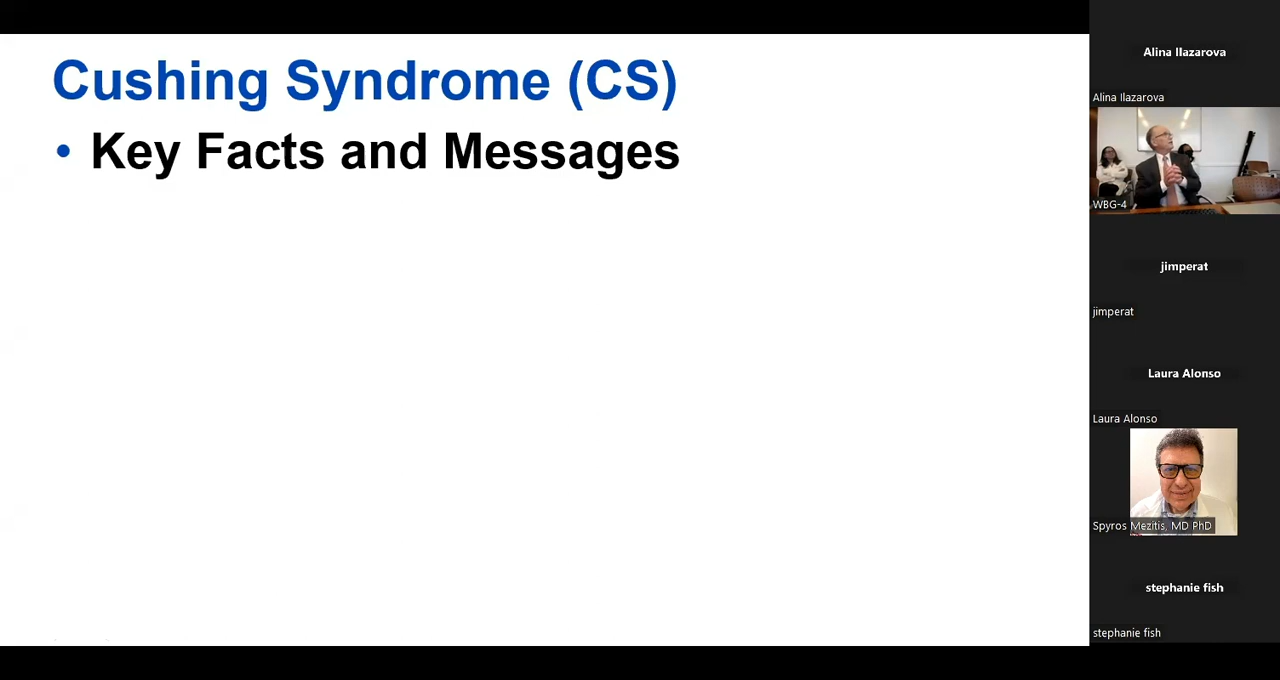 Cushing Syndrome (CS)
• Key Facts and Messages
Alina Ilazarova
Alina Ilazarova
WBG-4
jimperat
jimperat
Laura Alonso
Laura Alonso
Spyros Mezitis, MD PhD
stephanie fish
stephanie fish